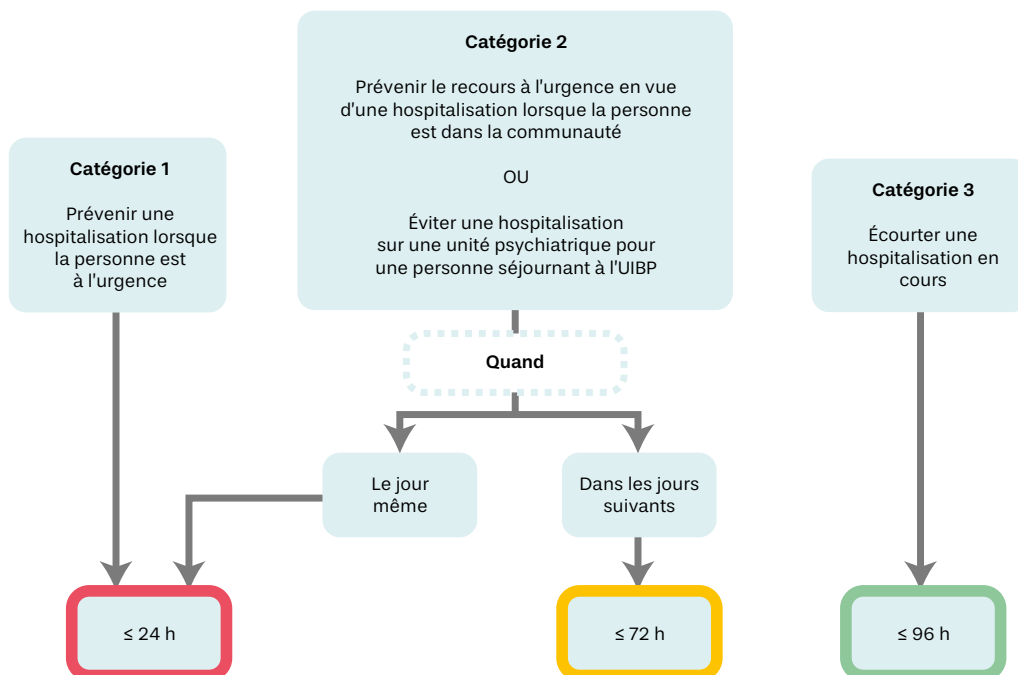 Catégorie 1
Prévenir une
hospitalisation lorsque
la personne est
à l'urgence
Catégorie 2
Prévenir le recours à l'urgence en vue
d'une hospitalisation lorsque la personne
est dans la communauté
OU
Éviter une hospitalisation
sur une unité psychiatrique pour
une personne séjournant à l'UIBP
Catégorie 3
Écourter une
hospitalisation en
cours
Quand
Le jour
même
Dans les jours
suivants
≤ 24 h
≤ 72 h
≤ 96 h